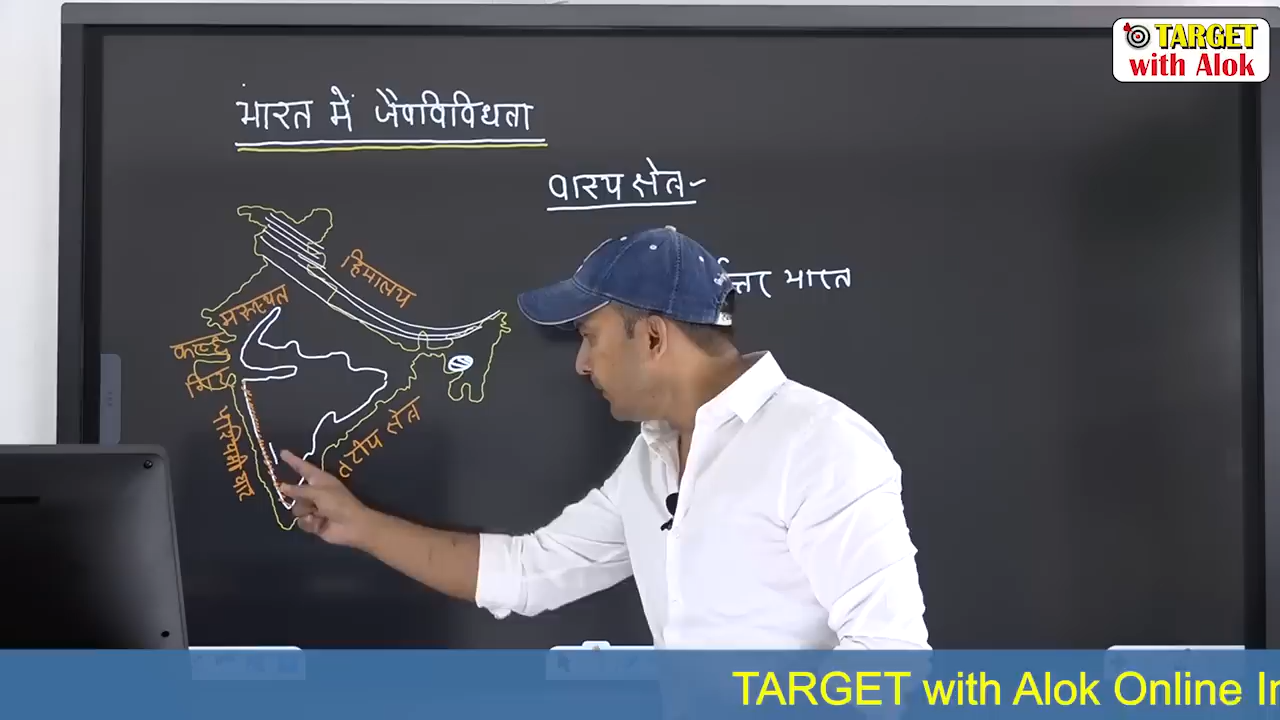 TARGET
with Alok
भारत में जैवविविधता
वास्य क्षेत्र-
हिमालय
त्तर भारत
मरुस्थल
कच्छ
गिर
पश्चिमी घाट
तटीय क्षेत्र
TARGET with Alok Online In